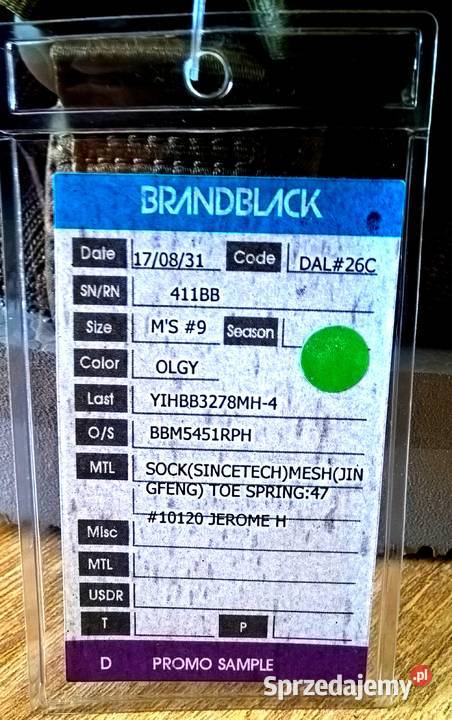 BRANDBLACK
Date 17/08/31 Code DAL#26C
SN/RN 411BB
Size M'S #9 Season
Color OLGY
Last YIHBB3278MH-4
O/S BBM5451RPH
MTL SOCK(SINCETECH)MESH(JIN
GFENG) TOE SPRING:47
#10120 JEROME H
Misc
MTL
USDR
T P
D PROMO SAMPLE
Sprzedajemy.pl